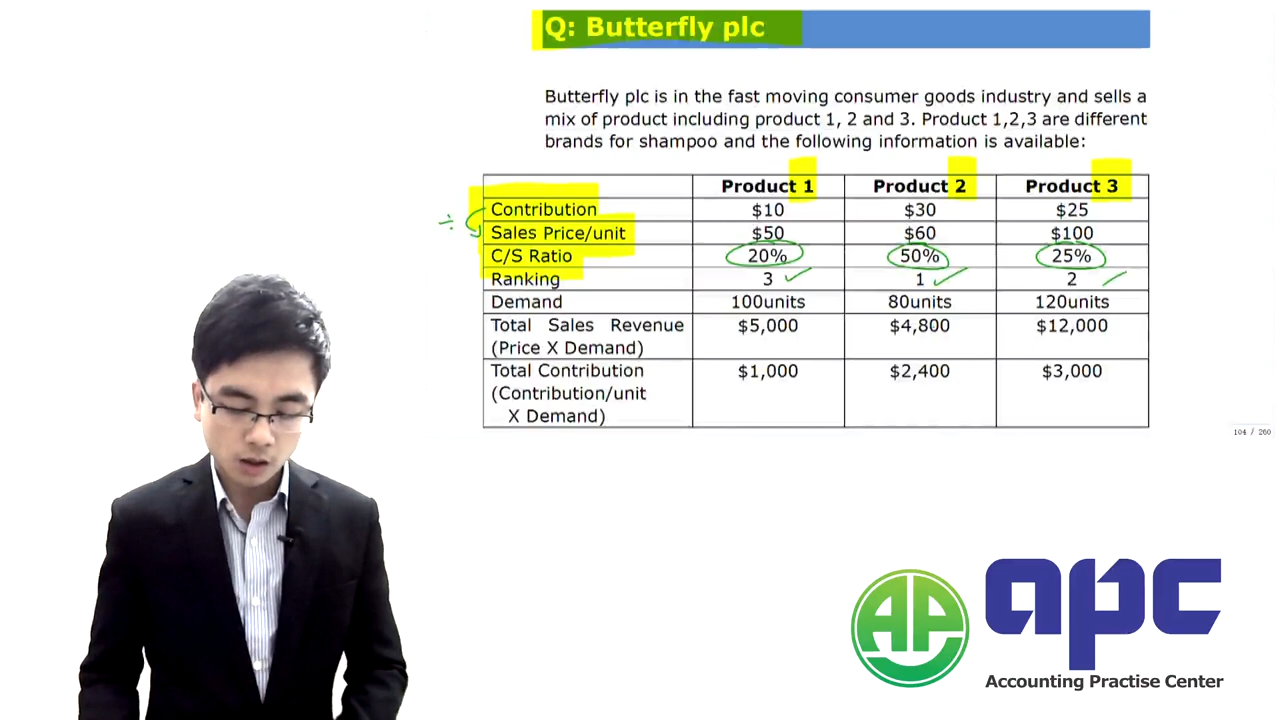 Q: Butterfly plc
Butterfly plc is in the fast moving consumer goods industry and sells a
mix of product including product 1, 2 and 3. Product 1,2,3 are different
brands for shampoo and the following information is available:
Product 1 Product 2 Product 3
÷ Contribution $10 $30 $25
Sales Price/unit $50 $60 $100
C/S Ratio 20% 50% 25%
Ranking 3 1 2
Demand 100units 80units 120units
Total Sales Revenue $5,000 $4,800 $12,000
(Price X Demand)
Total Contribution $1,000 $2,400 $3,000
(Contribution/unit
X Demand)
104 / 260
AP
apc
Accounting Practise Center